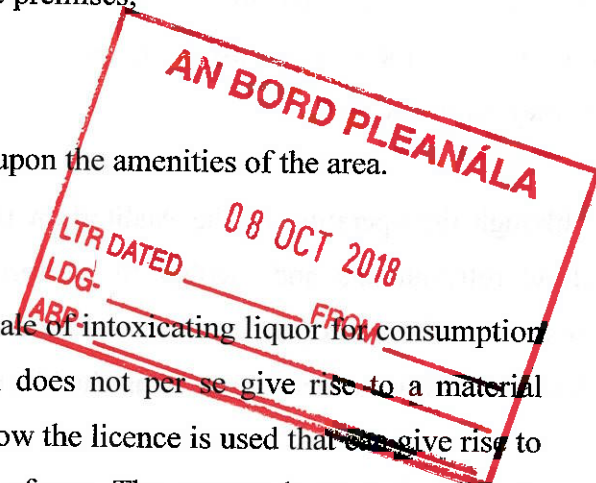 premises,
AN BORD PLEANÁLA
upon the amenities of the area.
08 OCT 2018
LTR DATED
FROM
LDG-
ABP-
of intoxicating liquor for consumption
does not per se give rise to a material
the licence is used that can give rise to